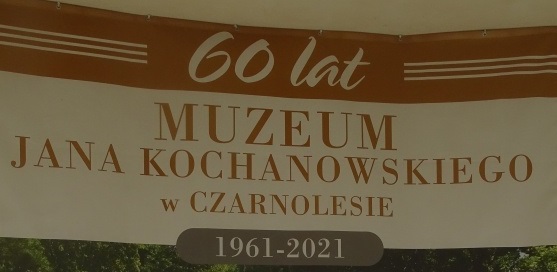 60 lat
MUZEUM
JANA KOCHANOWSKIEGO
w CZARNOLESIE
1961-2021